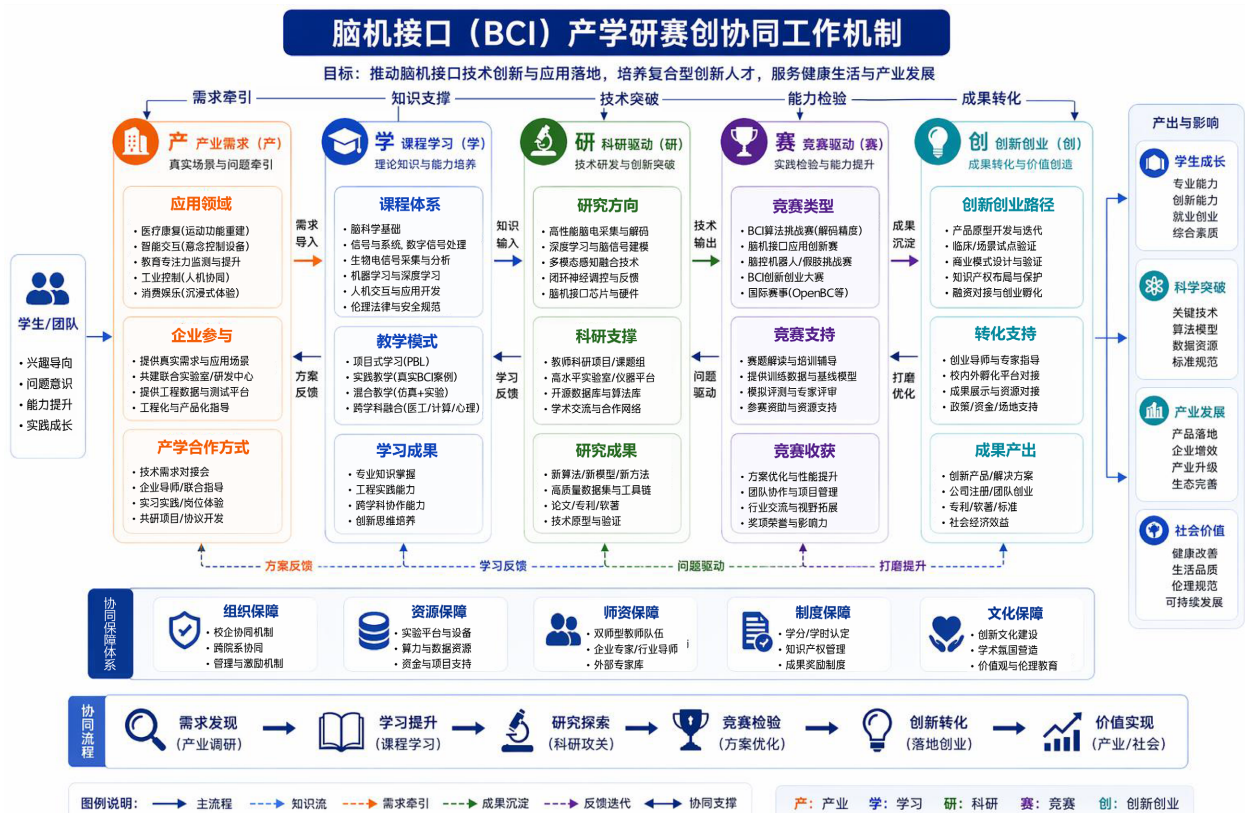 脑机接口（BCI）产学研赛创协同工作机制
目标：推动脑机接口技术创新与应用落地，培养复合型创新人才，服务健康生活与产业发展
需求牵引
知识支撑
技术突破
能力检验
成果转化
学生/团队
• 兴趣导向
• 问题意识
• 能力提升
• 实践成长
产 产业需求（产）
真实场景与问题牵引
应用领域
• 医疗康复(运动功能重建)
• 智能交互(意念控制设备)
• 教育专注力监测与提升
• 工业控制(人机协同)
• 消费娱乐(沉浸式体验)
企业参与
• 提供真实需求与应用场景
• 共建联合实验室/研发中心
• 提供工程数据与测试平台
• 工程化与产品化指导
产学合作方式
• 技术需求对接会
• 企业导师/联合指导
• 实习实践/岗位体验
• 共研项目/协议开发
需求
导入
方案
反馈
学 课程学习（学）
理论知识与能力培养
课程体系
• 脑科学基础
• 信号与系统, 数字信号处理
• 生物电信号采集与分析
• 机器学习与深度学习
• 人机交互与应用开发
• 伦理法律与安全规范
教学模式
• 项目式学习(PBL)
• 实践教学(真实BCI案例)
• 混合教学(仿真+实验)
• 跨学科融合(医工/计算/心理)
学习成果
• 专业知识掌握
• 工程实践能力
• 跨学科协作能力
• 创新思维培养
知识
输入
学习
反馈
研 科研驱动（研）
技术研发与创新突破
研究方向
• 高性能脑电采集与解码
• 深度学习与脑信号建模
• 多模态感知融合技术
• 闭环神经调控与反馈
• 脑机接口芯片与硬件
科研支撑
• 教师科研项目/课题组
• 高水平实验室/仪器平台
• 开源数据库与算法库
• 学术交流与合作网络
研究成果
• 新算法/新模型/新方法
• 高质量数据集与工具链
• 论文/专利/软著
• 技术原型与验证
技术
输出
问题
驱动
赛 竞赛驱动（赛）
实践检验与能力提升
竞赛类型
• BCI算法挑战赛(解码精度)
• 脑机接口应用创新赛
• 脑控机器人/假肢挑战赛
• BCI创新创业大赛
• 国际赛事(OpenBC等)
竞赛支持
• 赛题解读与培训辅导
• 提供训练数据与基线模型
• 模拟评测与专家评审
• 参赛资助与资源支持
竞赛收获
• 方案优化与性能提升
• 团队协作与项目管理
• 行业交流与视野拓展
• 奖项荣誉与影响力
成果
沉淀
打磨
优化
创 创新创业（创）
成果转化与价值创造
创新创业路径
• 产品原型开发与迭代
• 临床/场景试点验证
• 商业模式设计与验证
• 知识产权布局与保护
• 融资对接与创业孵化
转化支持
• 创业导师与专家指导
• 校内外孵化平台对接
• 成果展示与资源对接
• 政策/资金/场地支持
成果产出
• 创新产品/解决方案
• 公司注册/团队创业
• 专利/软著/标准
• 社会经济效益
产出与影响
学生成长
专业能力
创新能力
就业创业
综合素质
科学突破
关键技术
算法模型
数据资源
标准规范
产业发展
产品落地
企业增效
产业升级
生态完善
社会价值
健康改善
生活品质
伦理规范
可持续发展
方案反馈
学习反馈
问题驱动
打磨提升
协同保障体系
组织保障
• 校企协同机制
• 跨院系协同
• 管理与激励机制
资源保障
• 实验平台与设备
• 算力与数据资源
• 资金与项目支持
师资保障
• 双师型教师队伍
• 企业专家/行业导师
• 外部专家库
制度保障
• 学分/学时认定
• 知识产权管理
• 成果奖励制度
文化保障
• 创新文化建设
• 学术氛围营造
• 价值观与伦理教育
协同流程
需求发现
（产业调研）
学习提升
（课程学习）
研究探索
（科研攻关）
竞赛检验
（方案优化）
创新转化
（落地创业）
价值实现
（产业/社会）
图例说明： 主流程 知识流 需求牵引 成果沉淀 反馈迭代 协同支撑
产：产业 学：学习 研：科研 赛：竞赛 创：创新创业